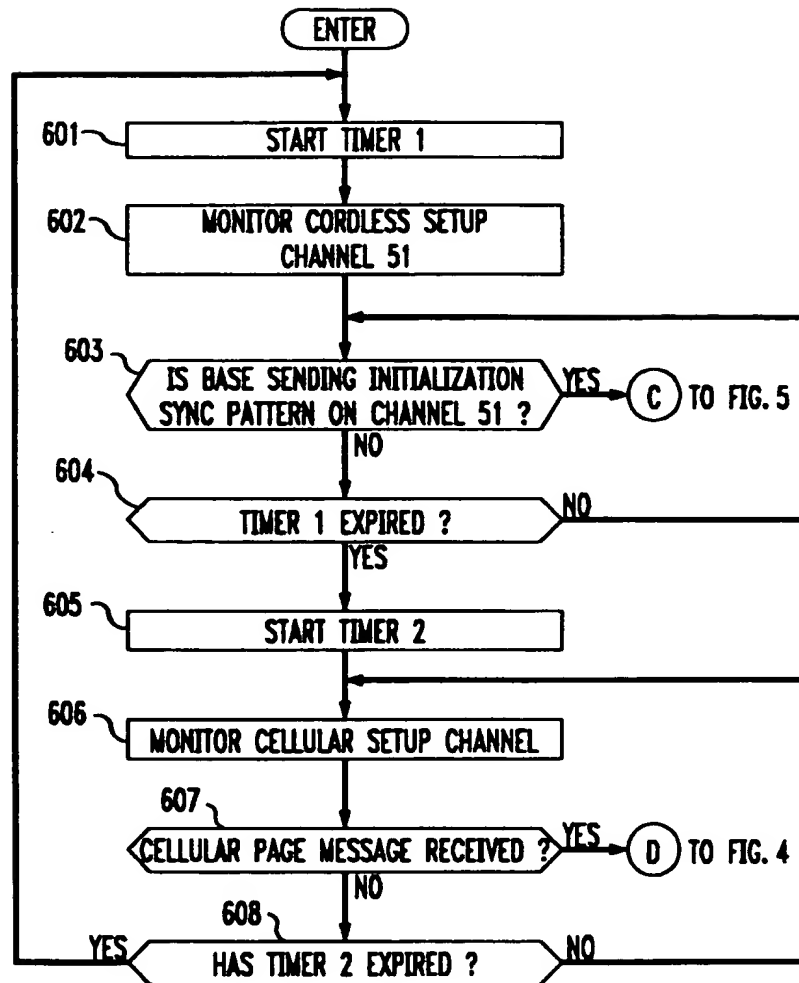 ENTER
601
START TIMER 1
602
MONITOR CORDLESS SETUP
CHANNEL 51
603
IS BASE SENDING INITIALIZATION
SYNC PATTERN ON CHANNEL 51 ?
YES
C
TO FIG. 5
NO
604
TIMER 1 EXPIRED ?
NO
YES
605
START TIMER 2
606
MONITOR CELLULAR SETUP CHANNEL
607
CELLULAR PAGE MESSAGE RECEIVED ?
YES
D
TO FIG. 4
NO
608
YES
HAS TIMER 2 EXPIRED ?
NO